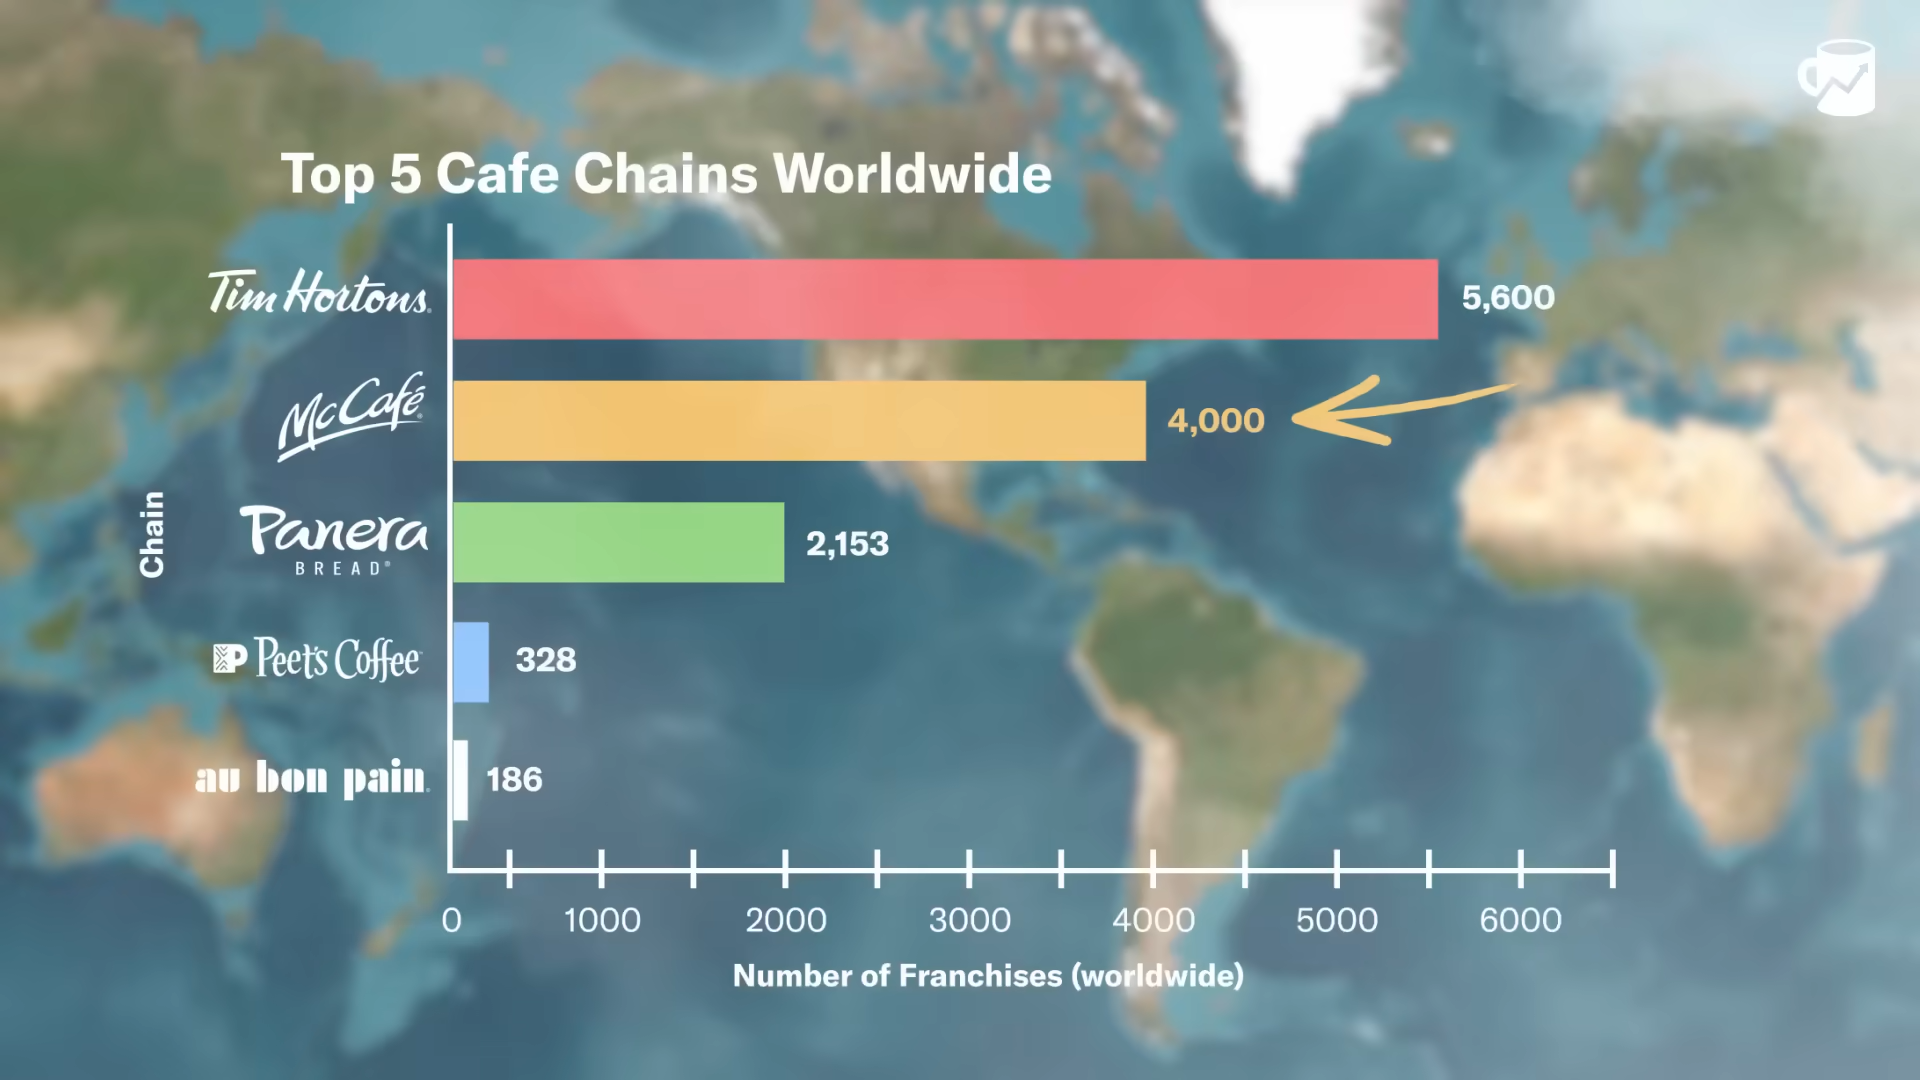 Top 5 Cafe Chains Worldwide
Tim Hortons.
5,600
McCafé®
4,000
Panera
BREAD®
2,153
Chain
P Peet's Coffee™
328
au bon pain®
186
0 1000 2000 3000 4000 5000 6000
Number of Franchises (worldwide)